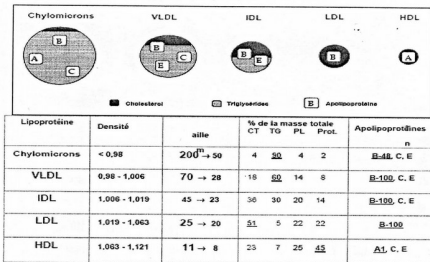 Chylomicrons VLDL IDL LDL HDL
B A C
B C E
B E
B
A
Cholesterol Triglycérides B Apolipoprotéine
Lipoprotéine Densité aille % de la masse totale Apolipoprotéines
CT TG PL Prot.
n
m
Chylomicrons < 0,98 200 → 50 4 90 4 2 B-48, C, E
VLDL 0,98 - 1,006 70 → 28 18 60 14 8 B-100, C, E
IDL 1,006 - 1,019 45 → 23 36 30 20 14 B-100, C, E
LDL 1,019 - 1,063 25 → 20 51 5 22 22 B-100
HDL 1,063 - 1,121 11 → 8 23 7 25 45 A1, C, E